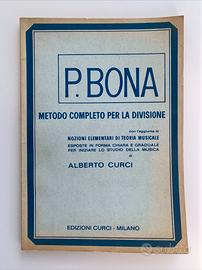 P. BONA
METODO COMPLETO PER LA DIVISIONE
con l'aggiunta di
NOZIONI ELEMENTARI DI TEORIA MUSICALE
ESPOSTE IN FORMA CHIARA E GRADUALE
PER INIZIARE LO STUDIO DELLA MUSICA
di
ALBERTO CURCI
EDIZIONI CURCI - MILANO